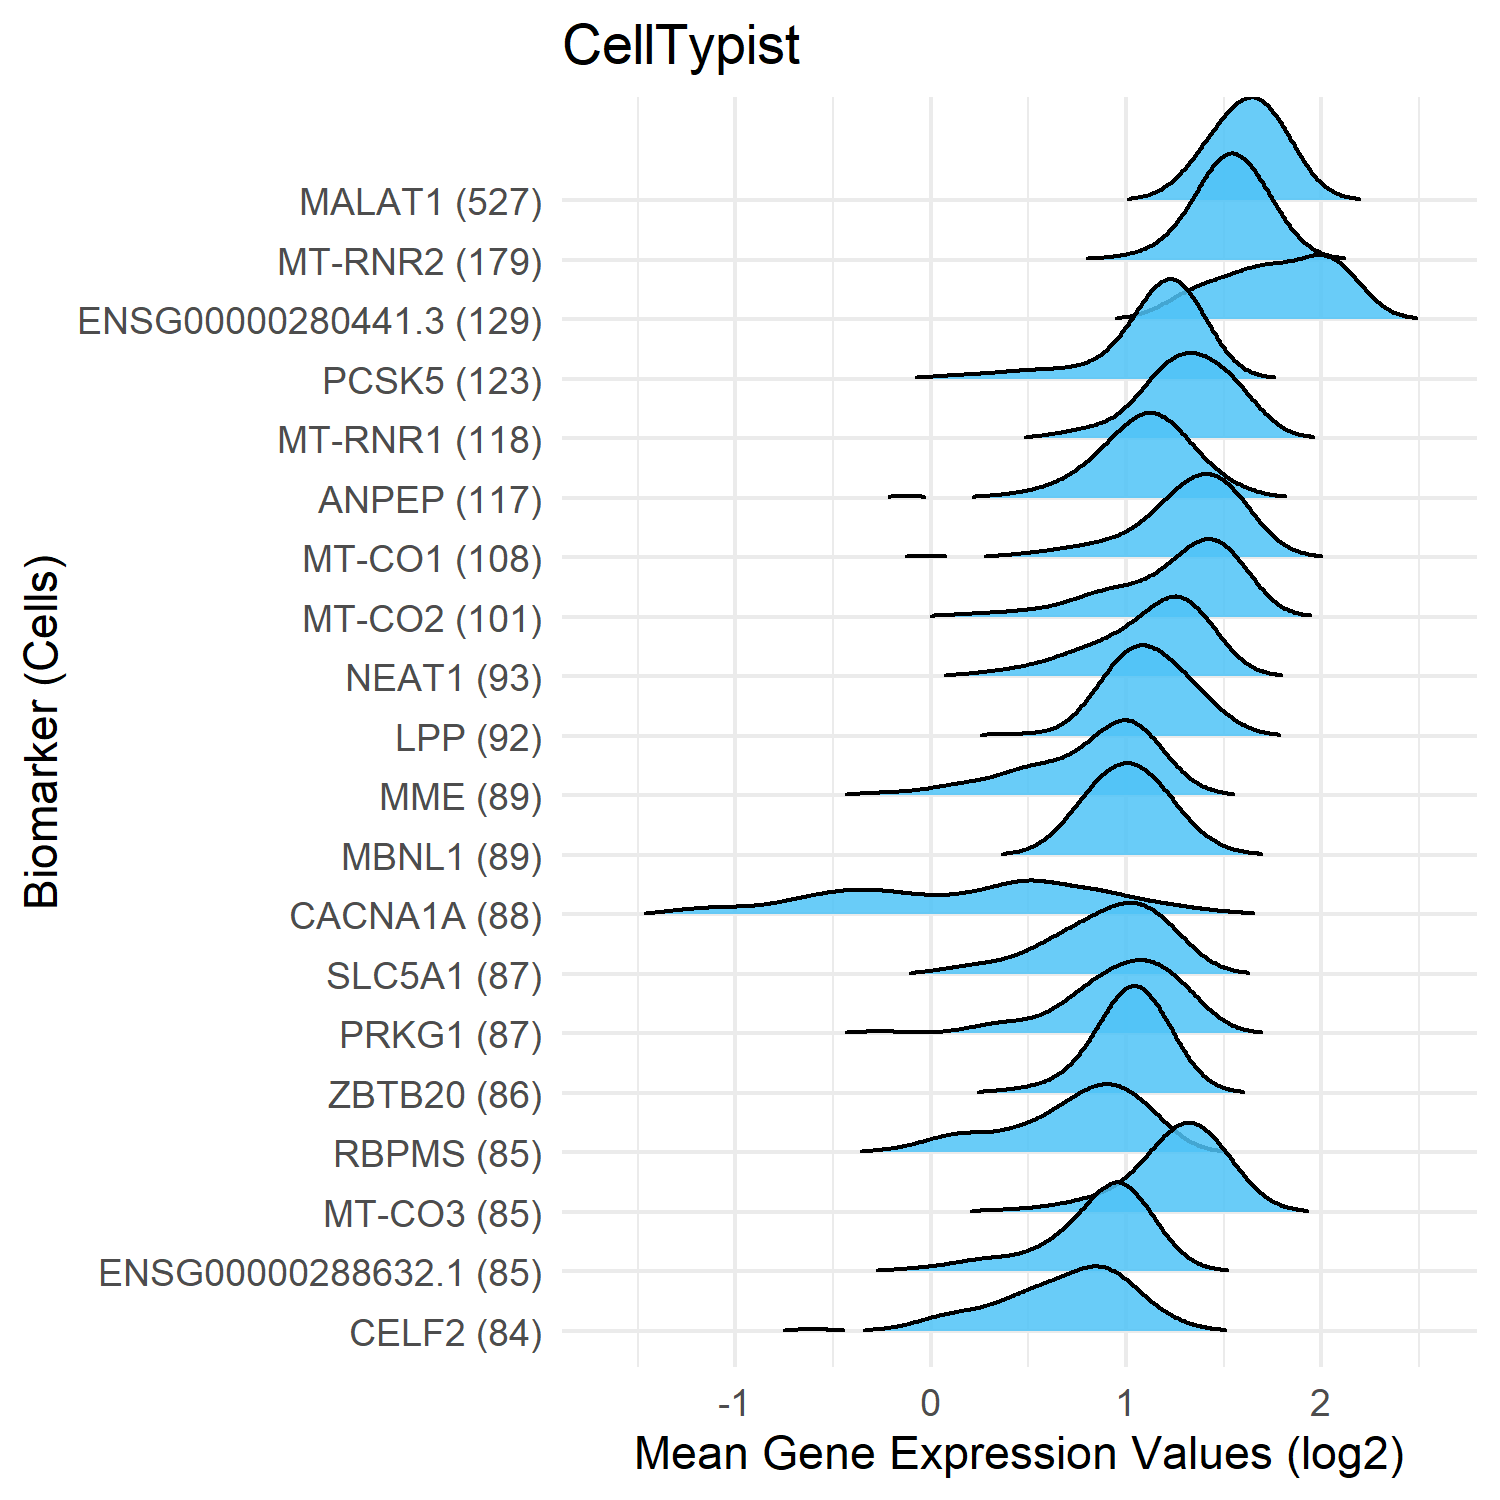 CellTypist
MALAT1 (527)
MT-RNR2 (179)
ENSG00000280441.3 (129)
PCSK5 (123)
MT-RNR1 (118)
ANPEP (117)
MT-CO1 (108)
MT-CO2 (101)
NEAT1 (93)
LPP (92)
MME (89)
MBNL1 (89)
CACNA1A (88)
SLC5A1 (87)
PRKG1 (87)
ZBTB20 (86)
RBPMS (85)
MT-CO3 (85)
ENSG00000288632.1 (85)
CELF2 (84)
Biomarker (Cells)
-1 0 1 2
Mean Gene Expression Values (log2)